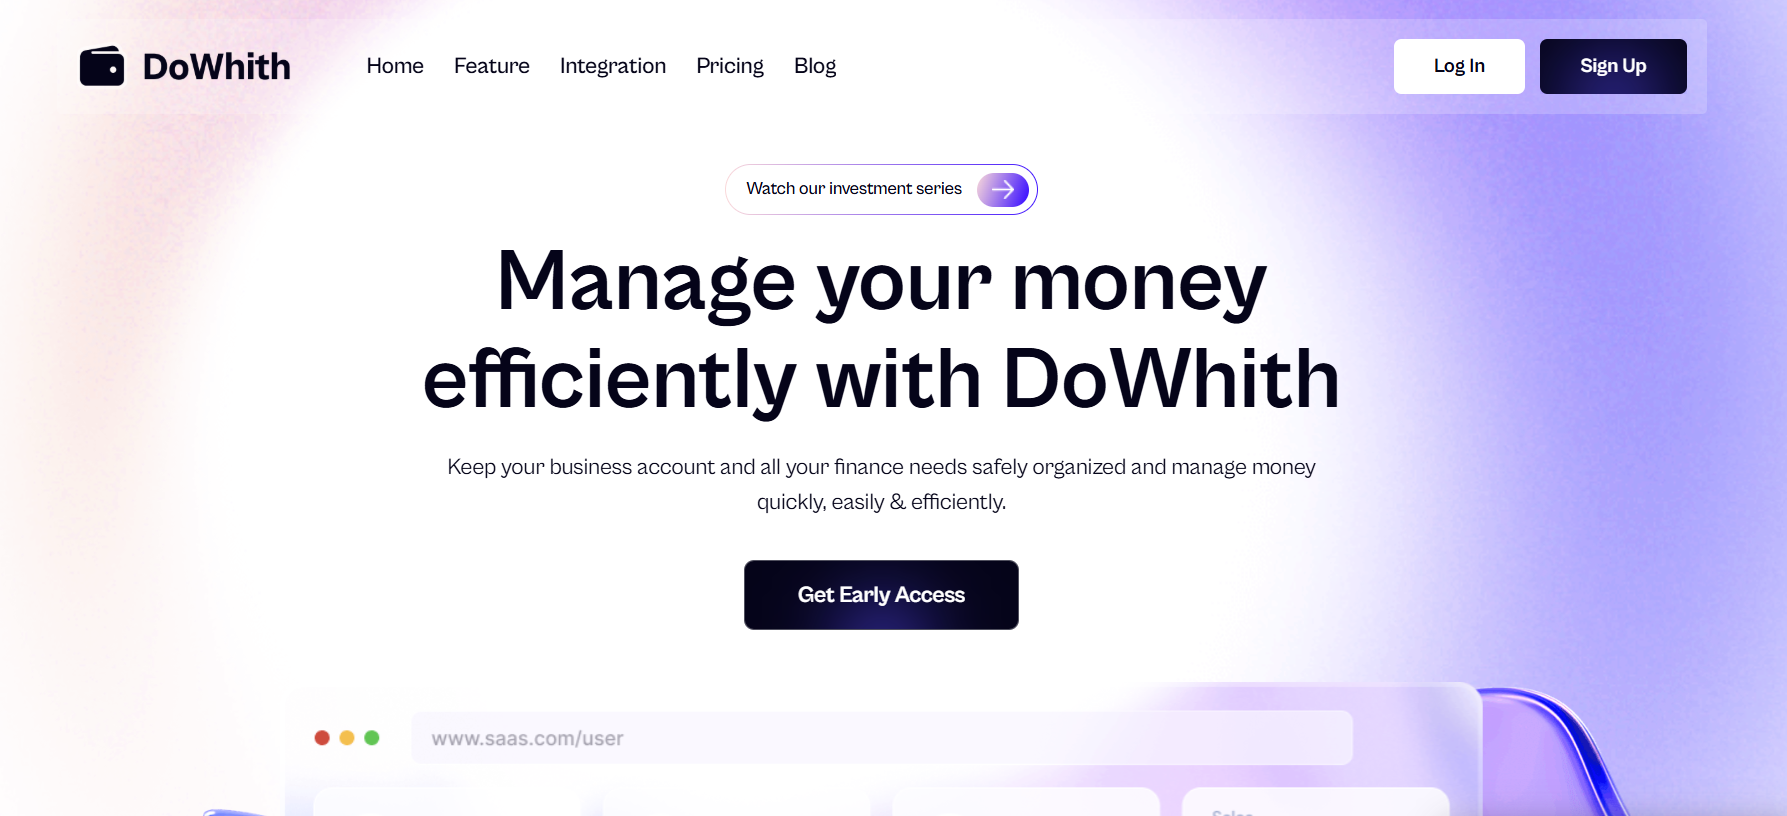 DoWhith
Home Feature Integration Pricing Blog
Log In
Sign Up
Watch our investment series
Manage your money
efficiently with DoWhith
Keep your business account and all your finance needs safely organized and manage money
quickly, easily & efficiently.
Get Early Access
www.saas.com/user